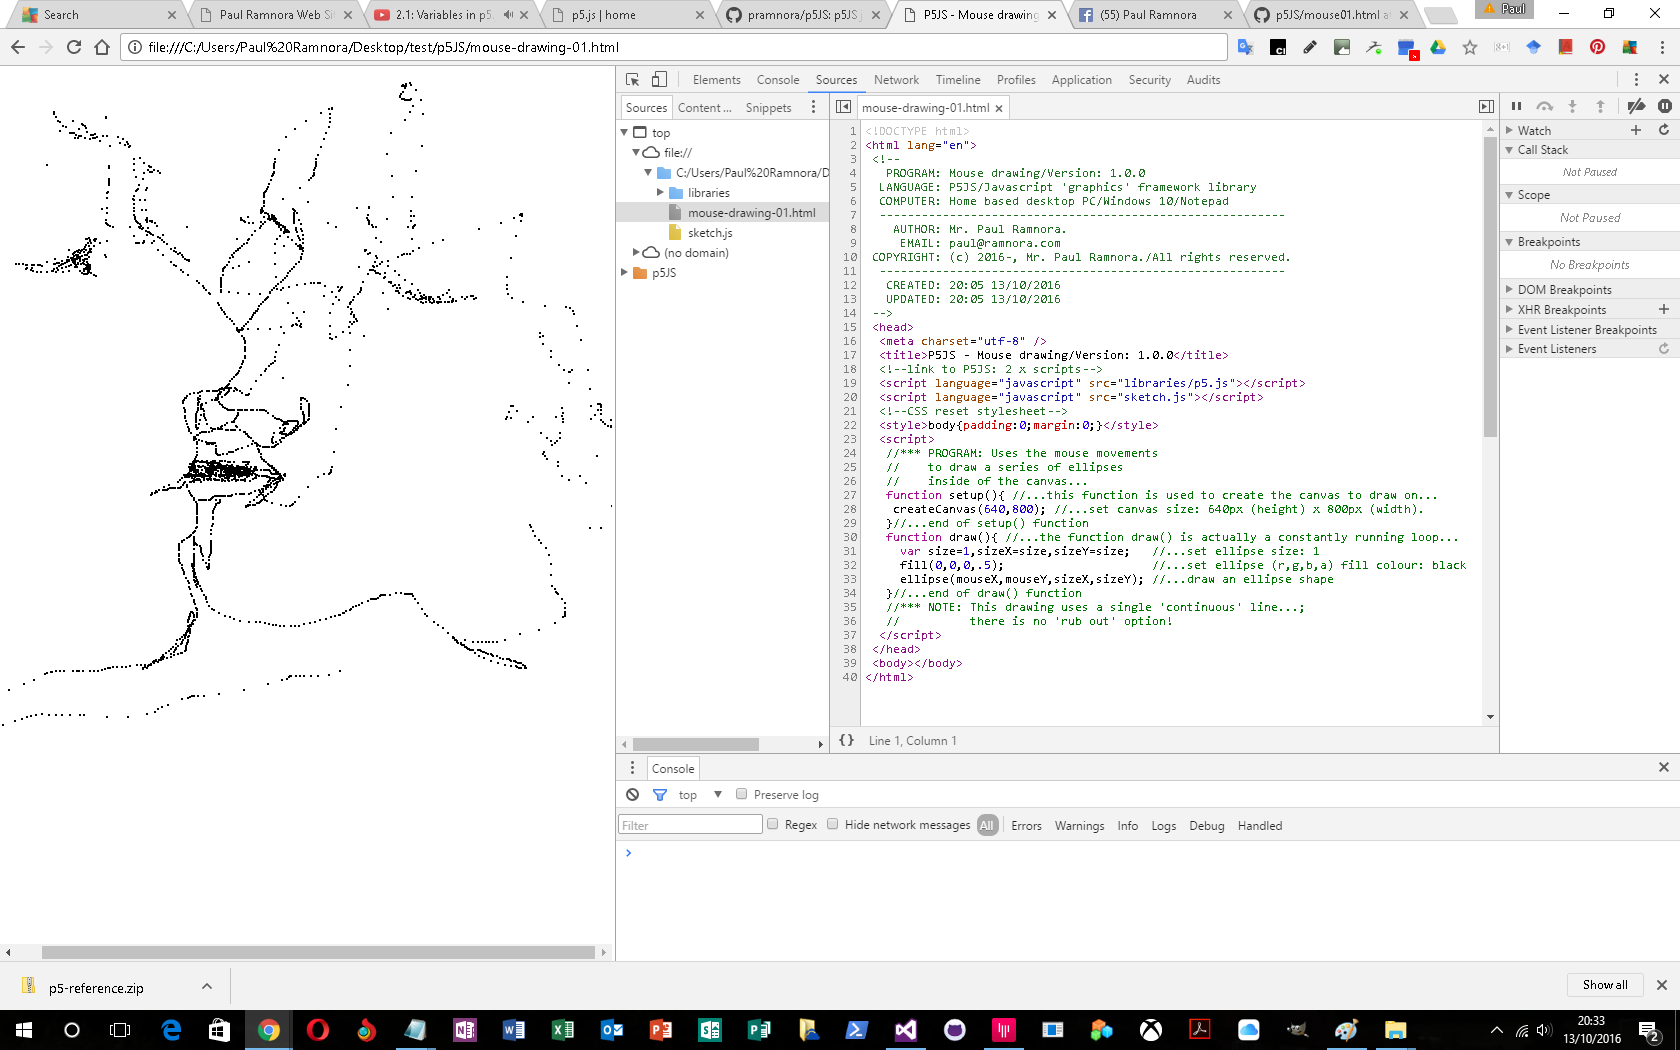 Search
Paul Ramnora Web Si
2.1: Variables in p5.
p5.js | home
pramnora/p5JS: p5JS j
P5JS - Mouse drawing
(55) Paul Ramnora
p5JS/mouse01.html a
Paul
file:///C:/Users/Paul%20Ramnora/Desktop/test/p5JS/mouse-drawing-01.html
Elements Console Sources Network Timeline Profiles Application Security Audits
Sources Content ... Snippets
mouse-drawing-01.html
top
file://
C:/Users/Paul%20Ramnora/D
libraries
mouse-drawing-01.html
sketch.js
(no domain)
p5JS
1 <!DOCTYPE html>
2 <html lang="en">
3 <!--
4 PROGRAM: Mouse drawing/Version: 1.0.0
5 LANGUAGE: P5JS/Javascript 'graphics' framework library
6 COMPUTER: Home based desktop PC/Windows 10/Notepad
7 ----------------------------------------------------------
8 AUTHOR: Mr. Paul Ramnora.
9 EMAIL: paul@ramnora.com
10 COPYRIGHT: (c) 2016-, Mr. Paul Ramnora./All rights reserved.
11 ----------------------------------------------------------
12 CREATED: 20:05 13/10/2016
13 UPDATED: 20:05 13/10/2016
14 -->
15 <head>
16 <meta charset="utf-8" />
17 <title>P5JS - Mouse drawing/Version: 1.0.0</title>
18 <!--link to P5JS: 2 x scripts-->
19 <script language="javascript" src="libraries/p5.js"></script>
20 <script language="javascript" src="sketch.js"></script>
21 <!--CSS reset stylesheet-->
22 <style>body{padding:0;margin:0;}</style>
23 <script>
24 //*** PROGRAM: Uses the mouse movements
25 // to draw a series of ellipses
26 // inside of the canvas...
27 function setup(){ //...this function is used to create the canvas to draw on...
28 createCanvas(640,800); //...set canvas size: 640px (height) x 800px (width).
29 }//...end of setup() function
30 function draw(){ //...the function draw() is actually a constantly running loop...
31 var size=1,sizeX=size,sizeY=size; //...set ellipse size: 1
32 fill(0,0,0,.5); //...set ellipse (r,g,b,a) fill colour: black
33 ellipse(mouseX,mouseY,sizeX,sizeY); //...draw an ellipse shape
34 }//...end of draw() function
35 //*** NOTE: This drawing uses a single 'continuous' line...;
36 // there is no 'rub out' option!
37 </script>
38 </head>
39 <body></body>
40 </html>
{} Line 1, Column 1
Watch
Call Stack
Not Paused
Scope
Not Paused
Breakpoints
No Breakpoints
DOM Breakpoints
XHR Breakpoints
Event Listener Breakpoints
Event Listeners
Console
top Preserve log
Filter Regex Hide network messages All Errors Warnings Info Logs Debug Handled
p5-reference.zip
Show all
20:33
13/10/2016
2